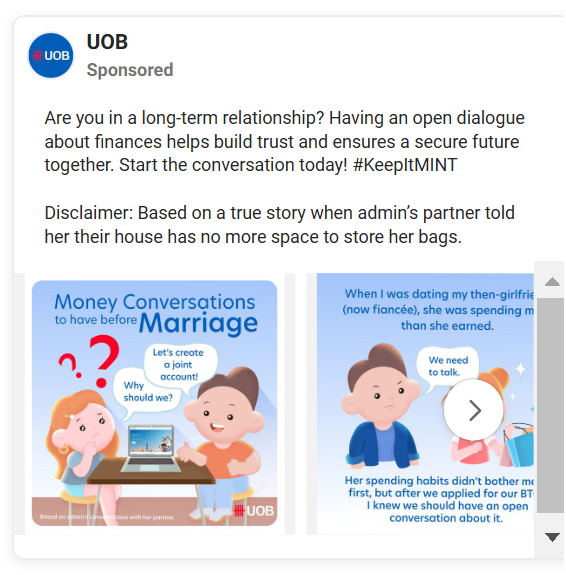 UOB
UOB
Sponsored
Are you in a long-term relationship? Having an open dialogue
about finances helps build trust and ensures a secure future
together. Start the conversation today! #KeepItMINT
Disclaimer: Based on a true story when admin's partner told
her their house has no more space to store her bags.
Money Conversations
to have before Marriage
??
Let's create
a joint
account!
Why
should we?
Based on admin's conversations with her partner.
UOB
When I was dating my then-girlfrie
(now fiancée), she was spending m
than she earned.
We need
to talk.
Her spending habits didn't bother me
first, but after we applied for our BT
I knew we should have an open
conversation about it.